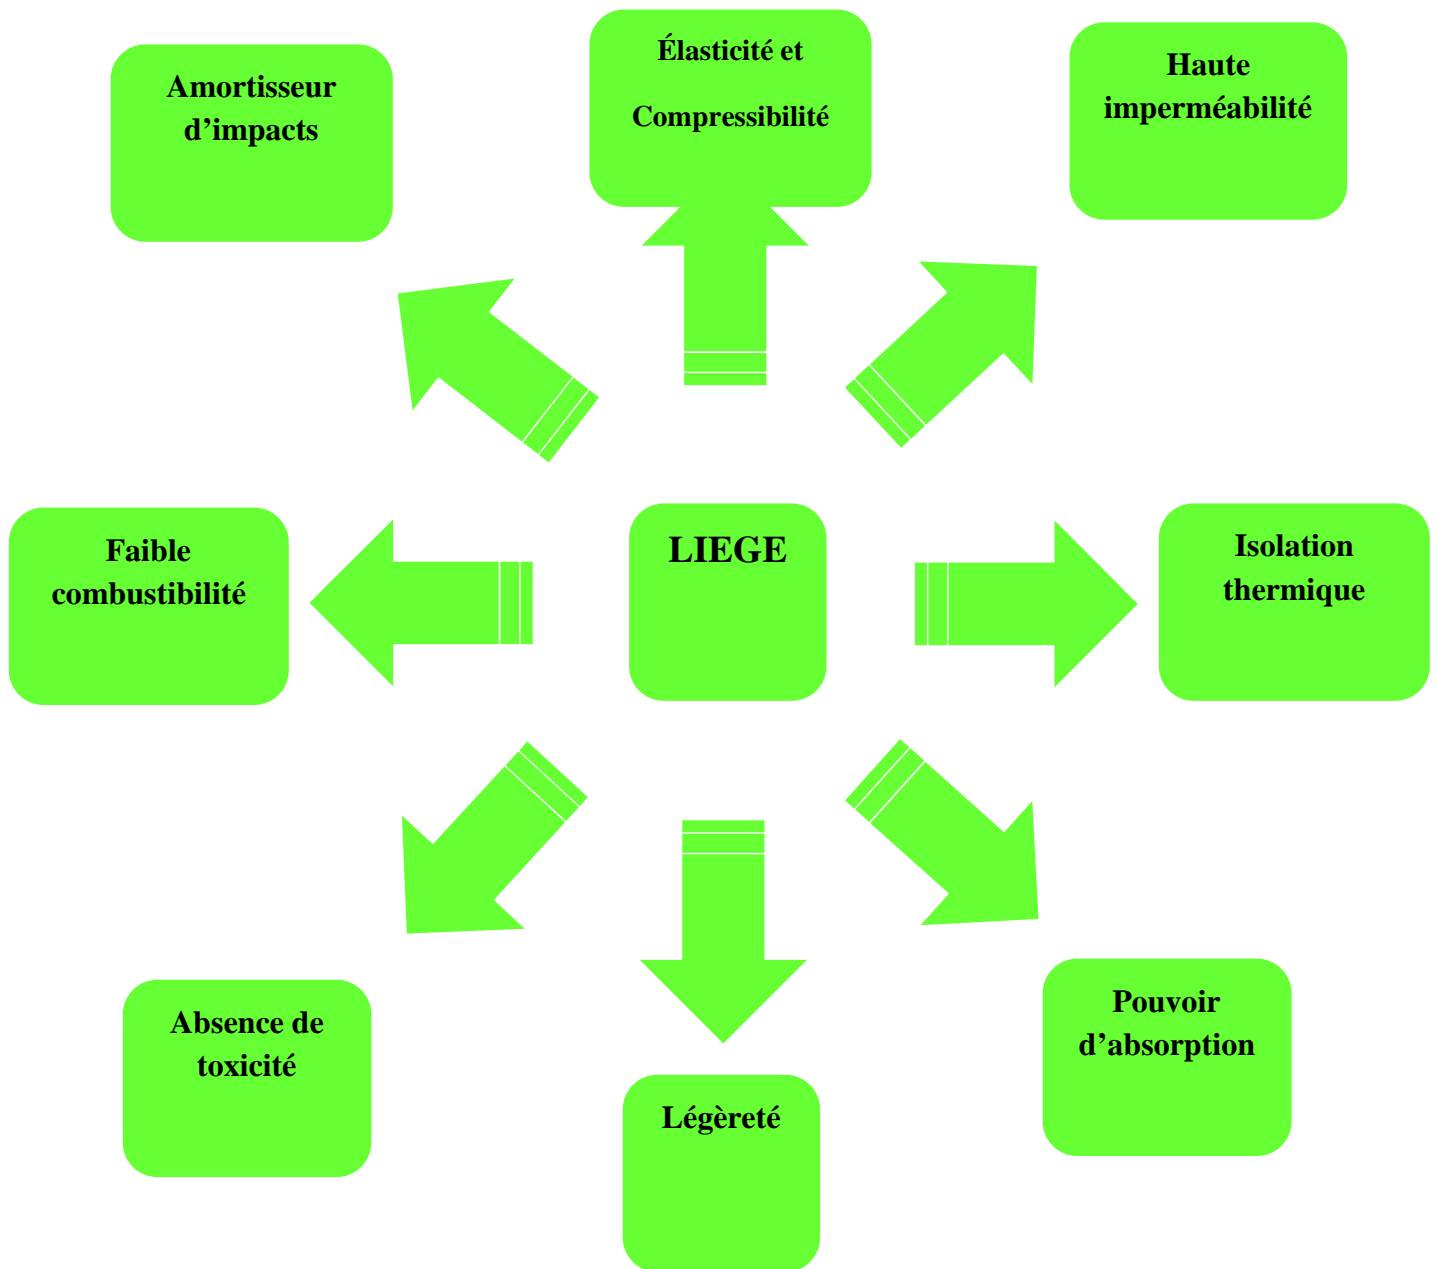 Amortisseur
d’impacts
Élasticité et
Compressibilité
Haute
imperméabilité
Faible
combustibilité
LIEGE
Isolation
thermique
Absence de
toxicité
Légèreté
Pouvoir
d’absorption